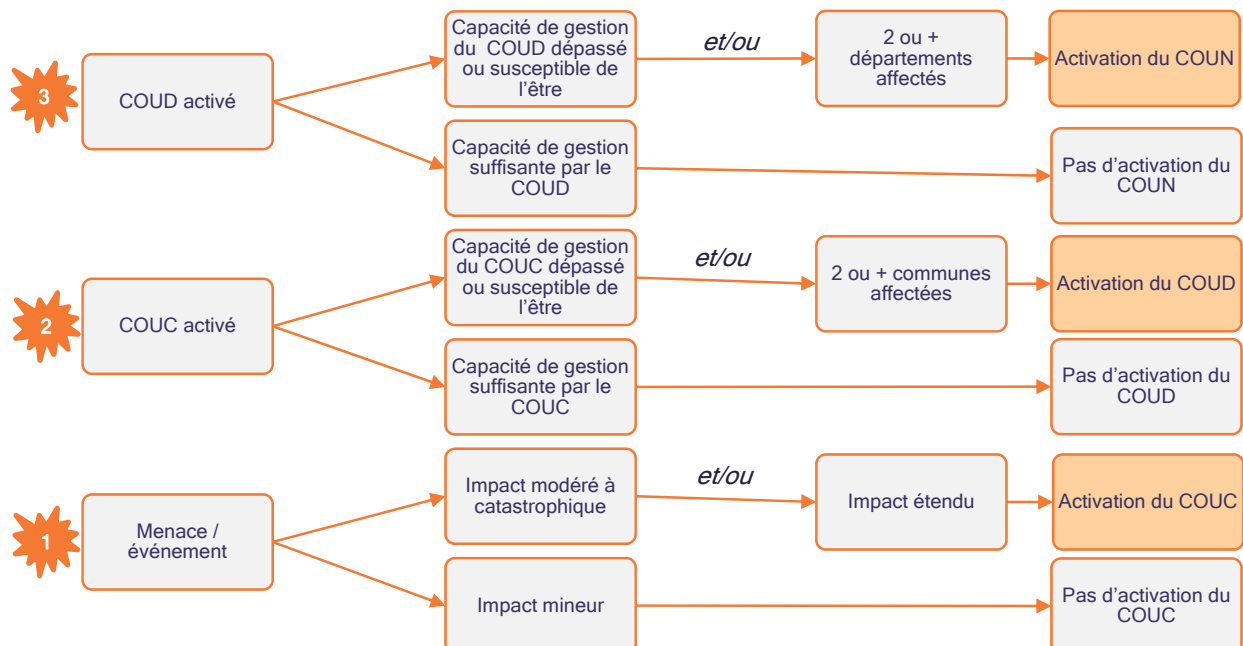 3
COUD activé
Capacité de gestion
du COUD dépassé
ou susceptible de
l'être
et/ou
2 ou +
départements
affectés
Activation du COUN
Capacité de gestion
suffisante par le
COUD
Pas d'activation du
COUN
2
COUC activé
Capacité de gestion
du COUC dépassé
ou susceptible de
l'être
et/ou
2 ou + communes
affectées
Activation du COUD
Capacité de gestion
suffisante par le
COUC
Pas d'activation du
COUD
1
Menace /
événement
Impact modéré à
catastrophique
et/ou
Impact étendu
Activation du COUC
Impact mineur
Pas d'activation du
COUC